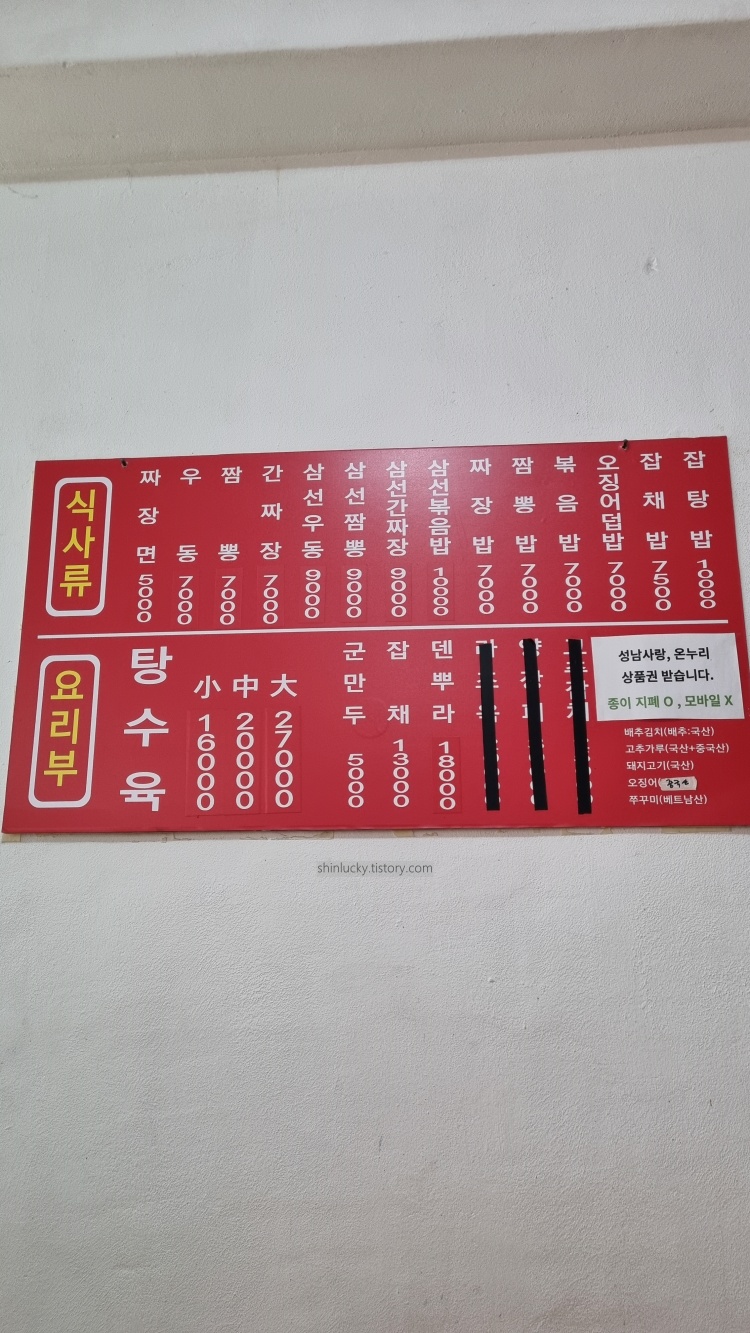 식사류
짜장면 5000
우동 7000
짬뽕 7000
간짜장 7000
삼선우동 9000
삼선짬뽕 9000
삼선간짜장 9000
삼선볶음밥 10000
짜장밥 7000
짬뽕밥 7000
볶음밥 7000
오징어덥밥 7000
잡채밥 7500
잡탕밥 10000
요리부
탕수육
小 16000
中 20000
大 27000
군만두 5000
잡채 13000
덴뿌라 18000
성남사랑, 온누리
상품권 받습니다.
종이 지폐 O , 모바일 X
배추김치(배추:국산)
고추가루(국산+중국산)
돼지고기(국산)
오징어(
쭈꾸미(베트남산)
shinlucky.tistory.com